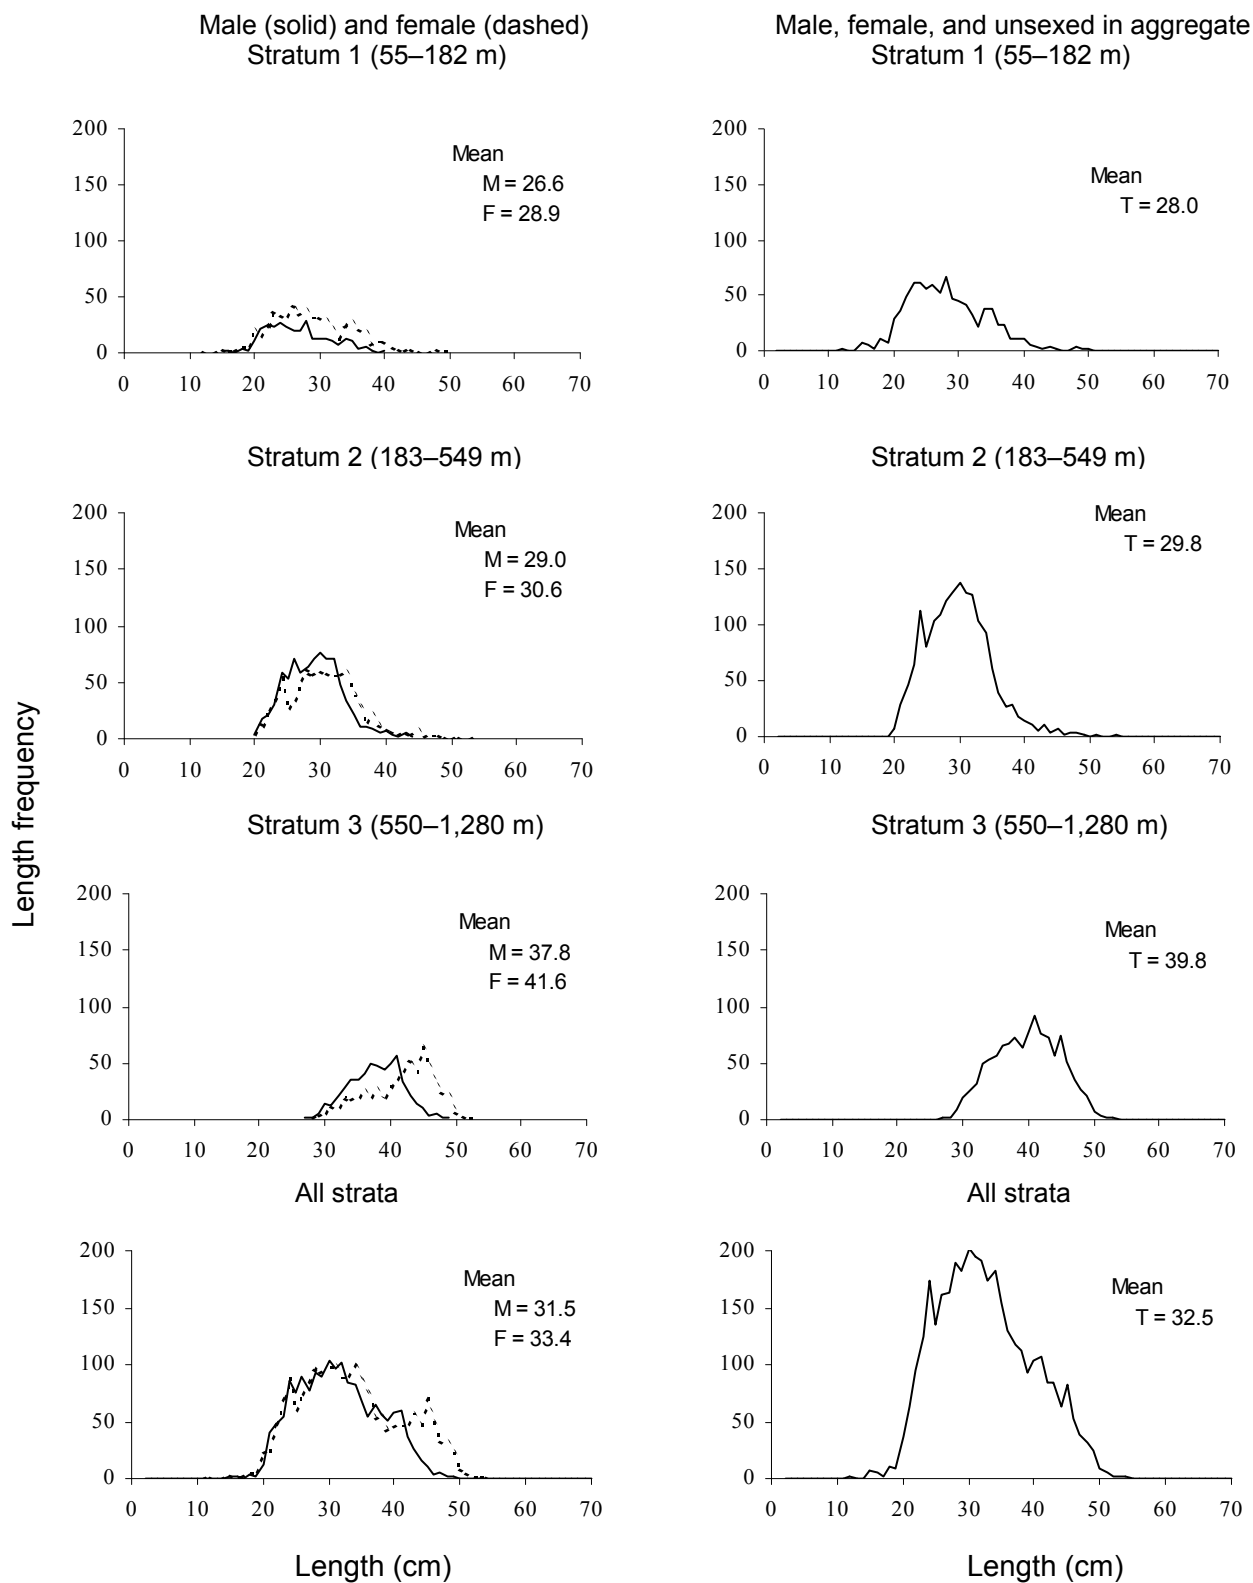 Male (solid) and female (dashed)
Stratum 1 (55–182 m)
200
150
100
50
0
0 10 20 30 40 50 60 70
Mean
M = 26.6
F = 28.9
Male, female, and unsexed in aggregate
Stratum 1 (55–182 m)
200
150
100
50
0
0 10 20 30 40 50 60 70
Mean
T = 28.0
Stratum 2 (183–549 m)
200
150
100
50
0
0 10 20 30 40 50 60 70
Mean
M = 29.0
F = 30.6
Stratum 2 (183–549 m)
200
150
100
50
0
0 10 20 30 40 50 60 70
Mean
T = 29.8
Length frequency
Stratum 3 (550–1,280 m)
200
150
100
50
0
0 10 20 30 40 50 60 70
Mean
M = 37.8
F = 41.6
Stratum 3 (550–1,280 m)
200
150
100
50
0
0 10 20 30 40 50 60 70
Mean
T = 39.8
All strata
200
150
100
50
0
0 10 20 30 40 50 60 70
Mean
M = 31.5
F = 33.4
Length (cm)
All strata
200
150
100
50
0
0 10 20 30 40 50 60 70
Mean
T = 32.5
Length (cm)